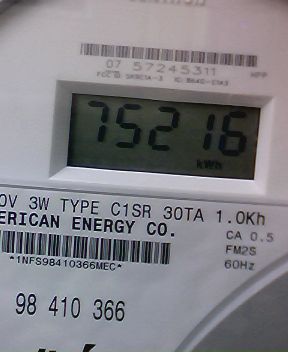 07 57245311
75216
kWh
OV 3W TYPE C1SR 30TA 1.0Kh
ERICAN ENERGY CO.
CA 0.5
FM2S
60Hz
*1NFS98410366MEC*
98 410 366